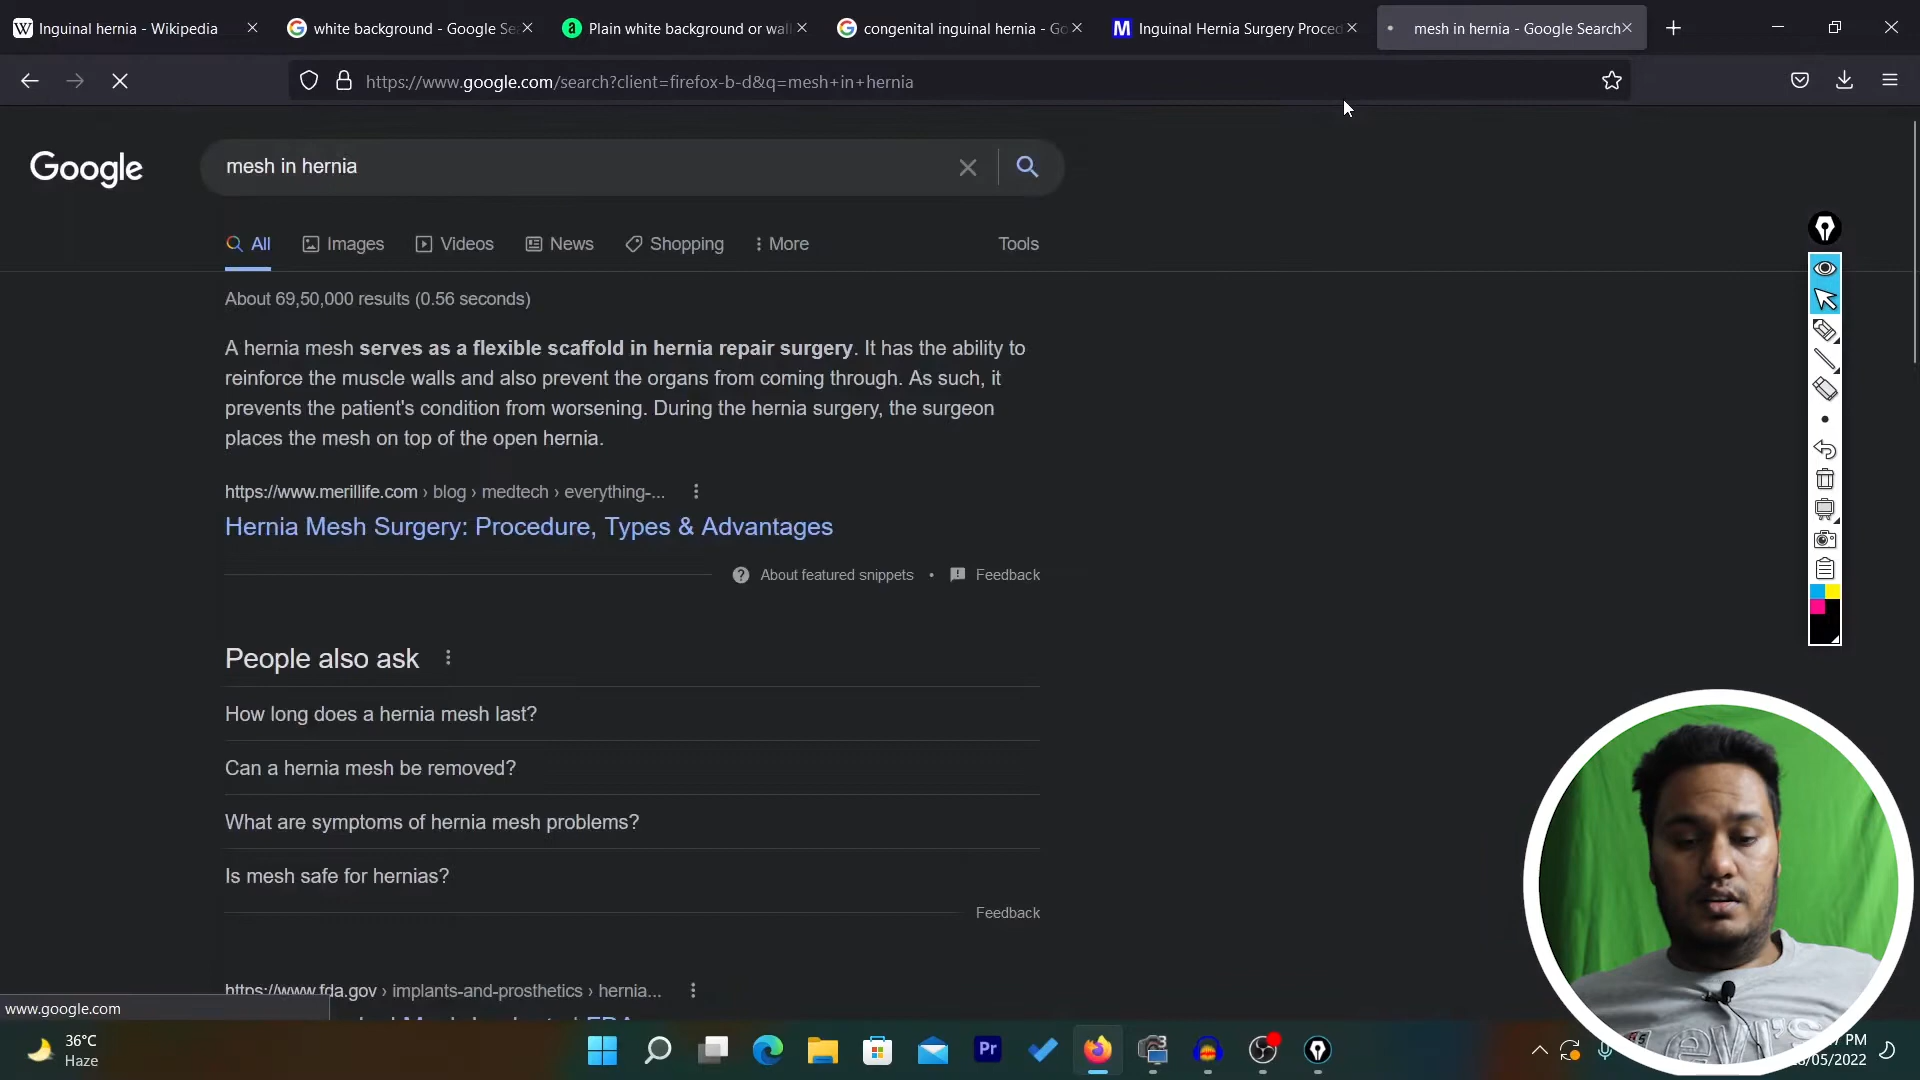 Inguinal hernia - Wikipedia
white background - Google Se
Plain white background or wall
congenital inguinal hernia - Go
Inguinal Hernia Surgery Proced
mesh in hernia - Google Search
https://www.google.com/search?client=firefox-b-d&q=mesh+in+hernia
Google
mesh in hernia
All
Images
Videos
News
Shopping
More
Tools
About 69,50,000 results (0.56 seconds)
A hernia mesh serves as a flexible scaffold in hernia repair surgery. It has the ability to
reinforce the muscle walls and also prevent the organs from coming through. As such, it
prevents the patient's condition from worsening. During the hernia surgery, the surgeon
places the mesh on top of the open hernia.
https://www.merillife.com › blog › medtech › everything-...
Hernia Mesh Surgery: Procedure, Types & Advantages
About featured snippets • Feedback
People also ask
How long does a hernia mesh last?
Can a hernia mesh be removed?
What are symptoms of hernia mesh problems?
Is mesh safe for hernias?
Feedback
https://www.fda.gov › implants-and-prosthetics › hernia...
www.google.com
36°C
Haze
Pr
PM
/05/2022